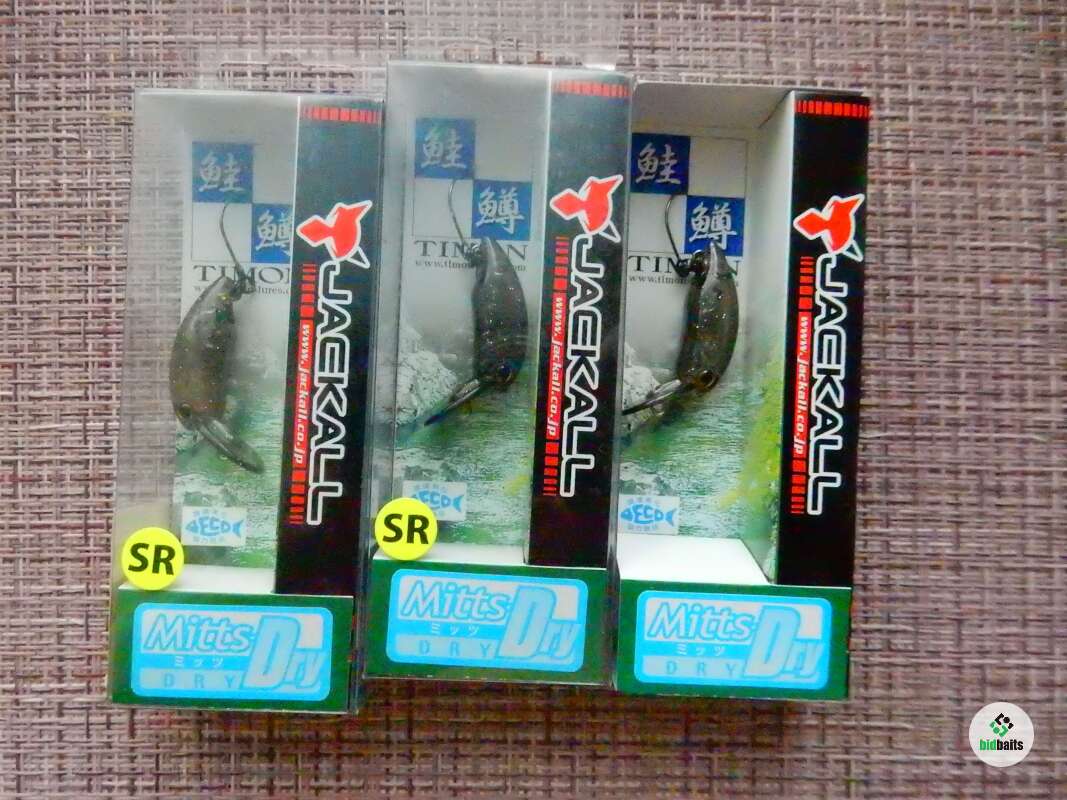 鮭
鱒
TIMON
JACKALL
www.jackall.co.jp
ECO
SR
Mitts Dry
ミッツ
DRY
鮭
鱒
TIMON
www.timon
JACKALL
www.jackall.co.jp
ECO
SR
Mitts Dry
ミッツ
DRY
鮭
鱒
TIMON
JACKALL
www.jackall.co.jp
ECO
Mitts Dry
ミッツ
DRY
bidbaits